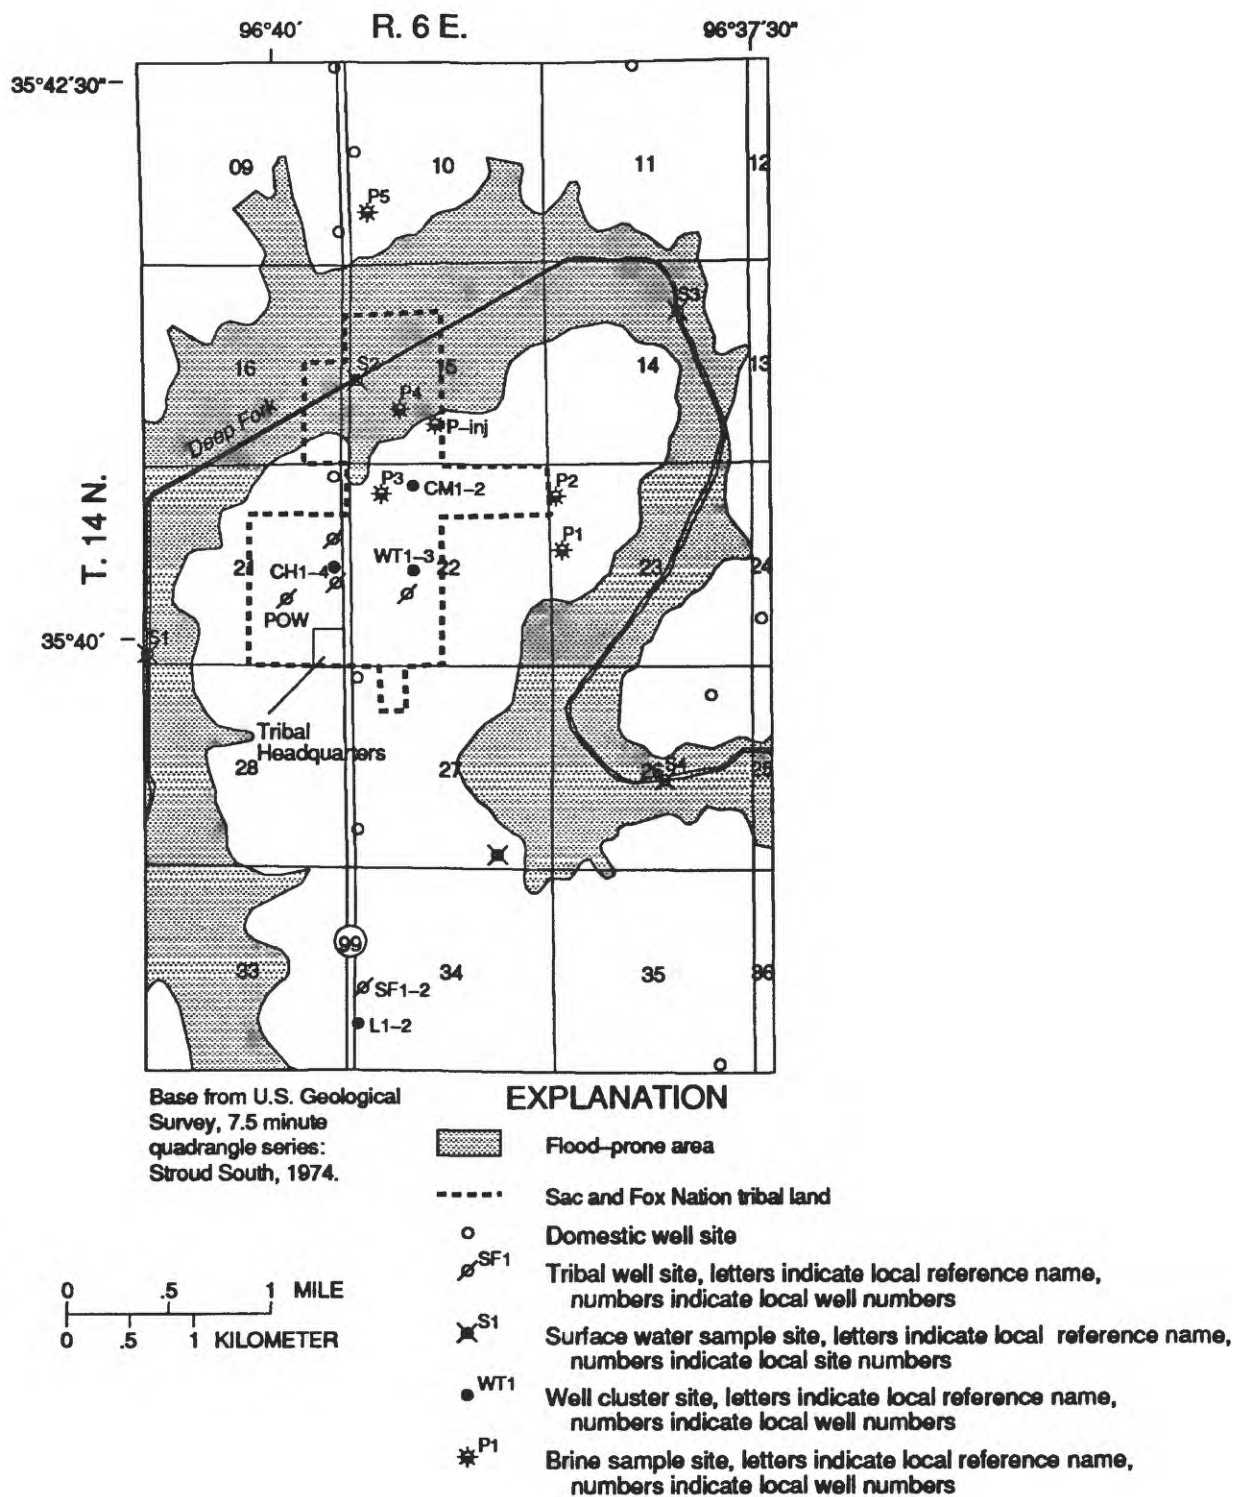 R. 6 E.
96°40´ 96°37´30"
35°42´30"
09 10 11 12
P5
S3
16 15 14 13
S2
P4
P–inj
Deep Fork
P3 CM1–2 P2
P1
T. 14 N.
WT1–3
21 CH1–4 22 23 24
POW
35°40´
S1
Tribal
Headquarters
28 27 26 S4 25
99
33 34 35 36
SF1–2
L1–2
Base from U.S. Geological
Survey, 7.5 minute
quadrangle series:
Stroud South, 1974.
EXPLANATION
Flood–prone area
Sac and Fox Nation tribal land
Domestic well site
SF1 Tribal well site, letters indicate local reference name,
numbers indicate local well numbers
S1 Surface water sample site, letters indicate local reference name,
numbers indicate local site numbers
WT1 Well cluster site, letters indicate local reference name,
numbers indicate local well numbers
P1 Brine sample site, letters indicate local reference name,
numbers indicate local well numbers
0 .5 1 MILE
0 .5 1 KILOMETER